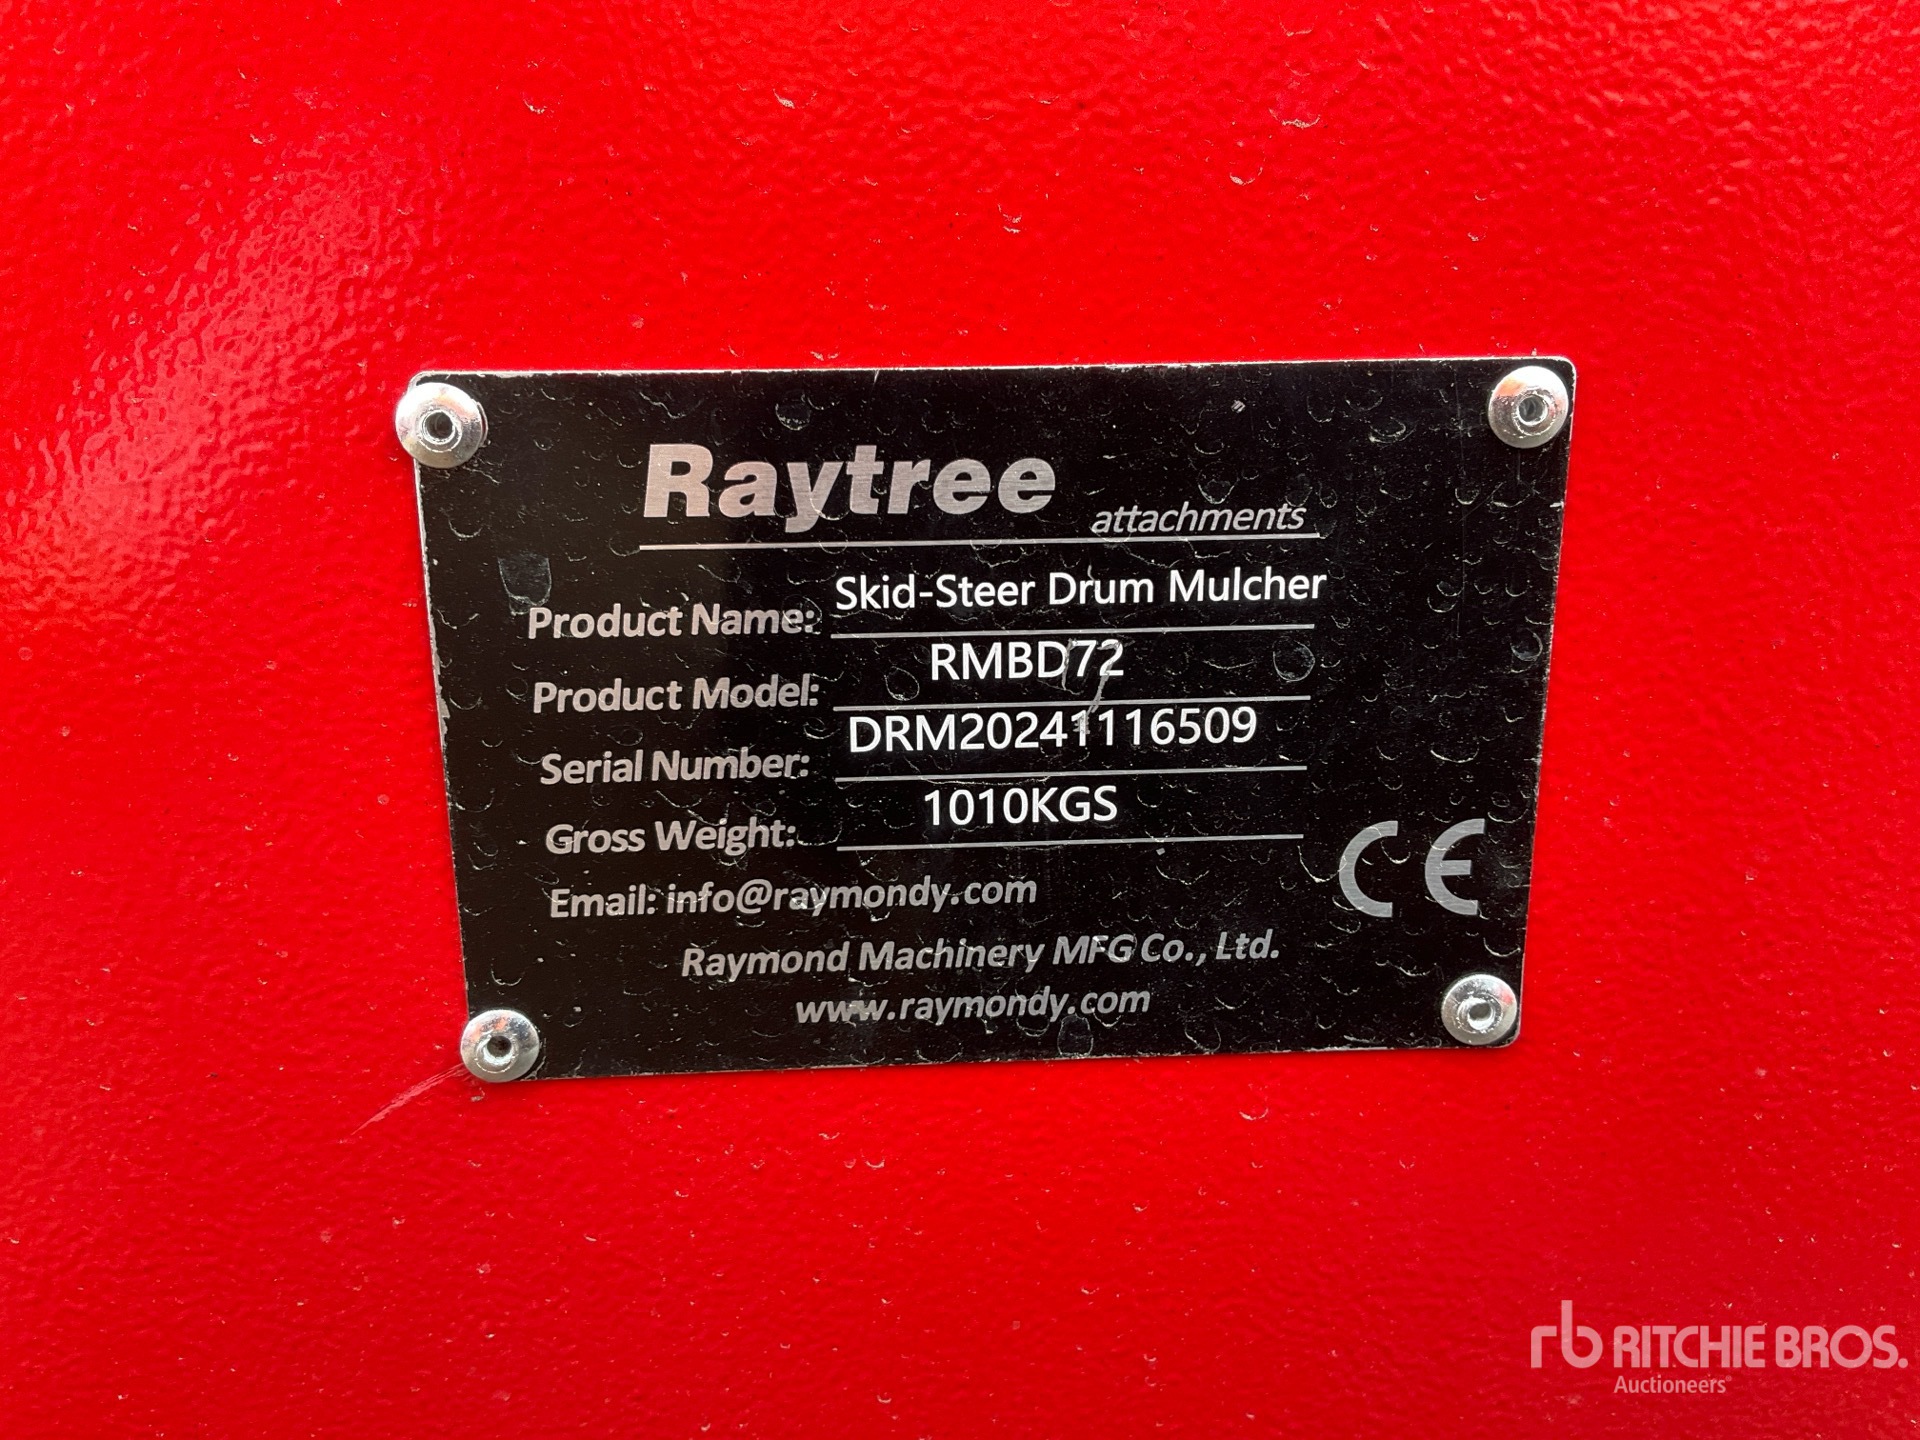 Raytree
attachments
Product Name: Skid-Steer Drum Mulcher
Product Model: RMBD72
Serial Number: DRM20241116509
Gross Weight: 1010KGS
Email: info@raymondy.com
CE
Raymond Machinery MFG Co., Ltd.
www.raymondy.com
rb RITCHIE BROS.
Auctioneers